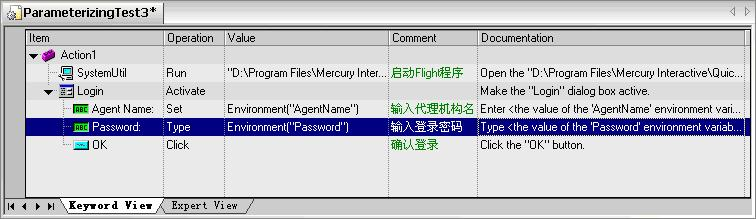 ParameterizingTest3*
Item Operation Value Comment Documentation
Action1
SystemUtil Run "D:\Program Files\Mercury Inter... 启动Flight程序 Open the "D:\Program Files\Mercury Interactive\Quic...
Login Activate Make the "Login" dialog box active.
ABC Agent Name: Set Environment("AgentName") 输入代理机构名 Enter <the value of the 'AgentName' environment vari...
ABC Password: Type Environment("Password") 输入登录密码 Type <the value of the 'Password' environment variab...
OK Click 确认登录 Click the "OK" button.
Keyword View Expert View